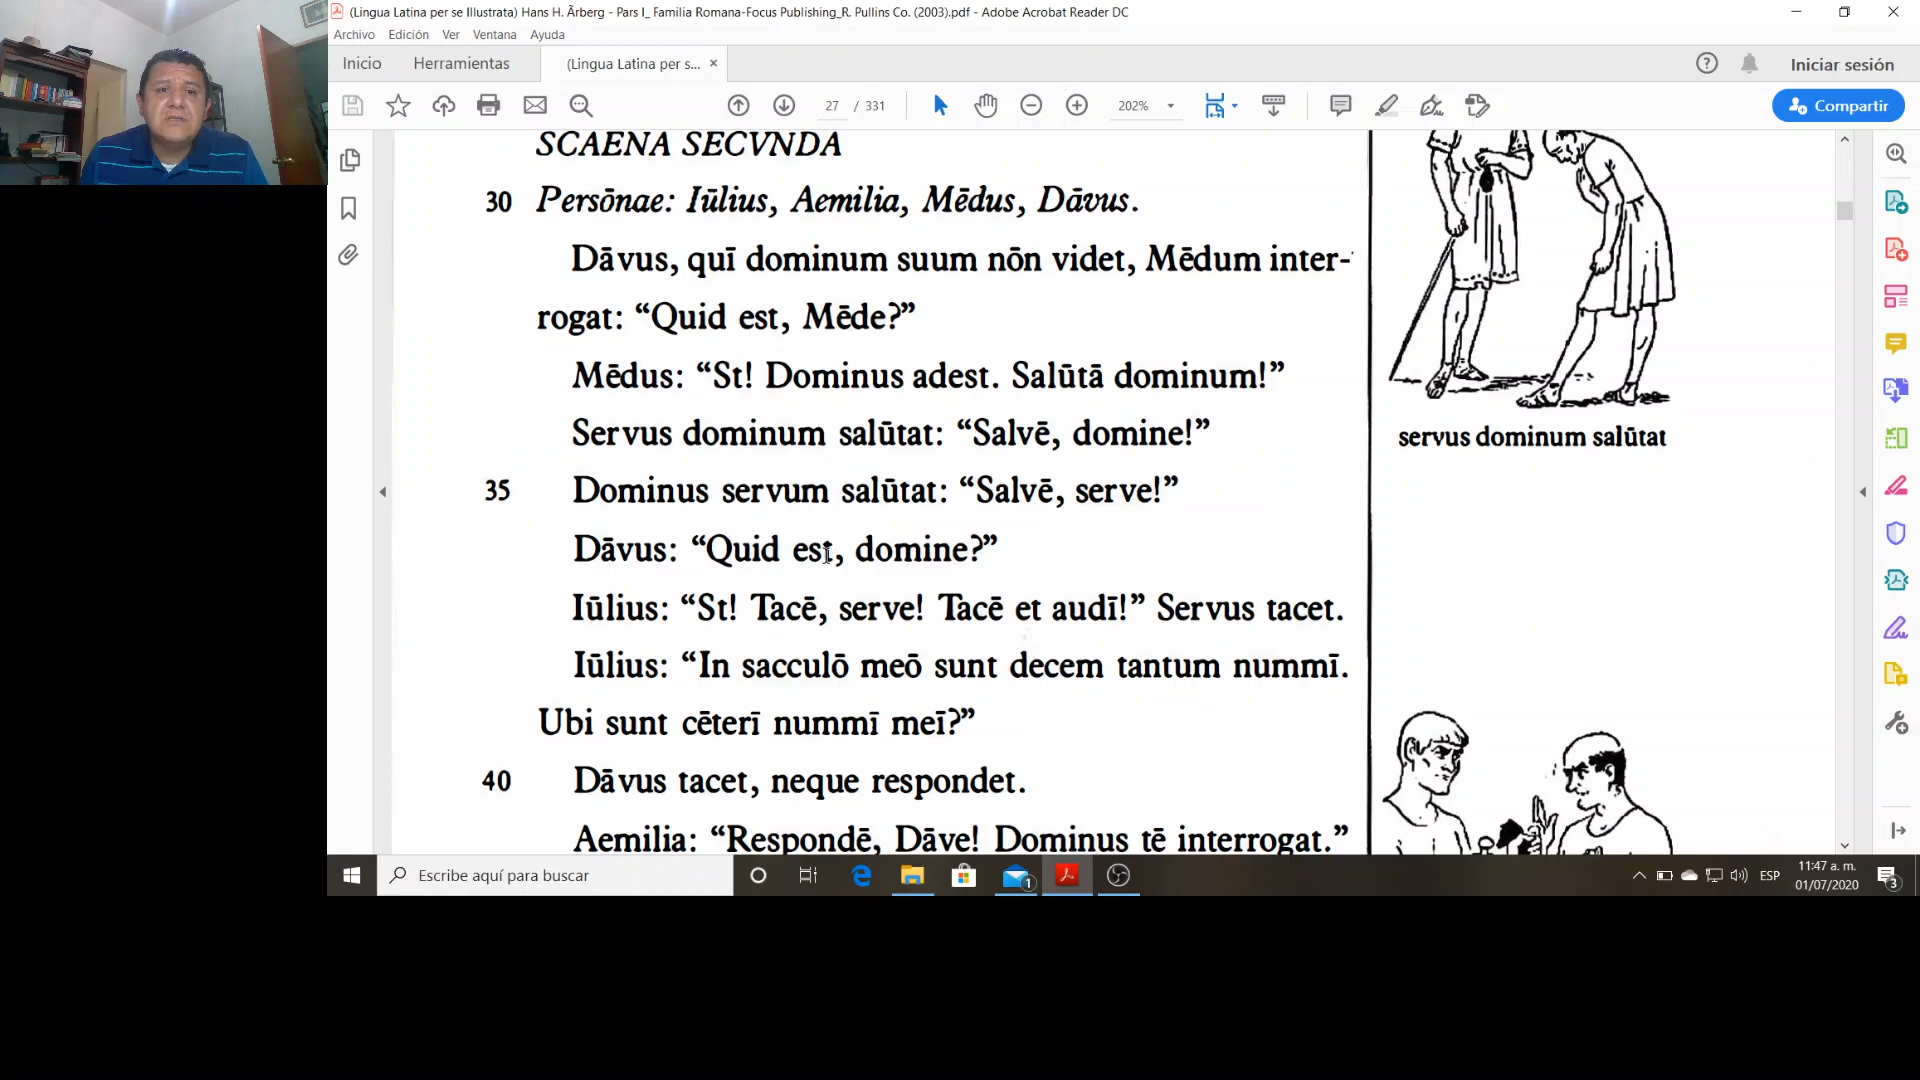 (Lingua Latina per se Illustrata) Hans H. Ãrberg - Pars I_ Familia Romana-Focus Publishing_R. Pullins Co. (2003).pdf - Adobe Acrobat Reader DC
Archivo Edición Ver Ventana Ayuda
Inicio Herramientas (Lingua Latina per s... × Iniciar sesión
27 / 331 202% Compartir
SCAENA SECVNDA
30 Persōnae: Iūlius, Aemilia, Mēdus, Dāvus.
Dāvus, quī dominum suum nōn videt, Mēdum inter-
rogat: “Quid est, Mēde?”
Mēdus: “St! Dominus adest. Salūtā dominum!”
Servus dominum salūtat: “Salvē, domine!”
servus dominum salūtat
35 Dominus servum salūtat: “Salvē, serve!”
Dāvus: “Quid est, domine?”
Iūlius: “St! Tacē, serve! Tacē et audī!” Servus tacet.
Iūlius: “In sacculō meō sunt decem tantum nummī.
Ubi sunt cēterī nummī meī?”
40 Dāvus tacet, neque respondet.
Aemilia: “Respondē, Dāve! Dominus tē interrogat.”
Escribe aquí para buscar
1
ESP
11:47 a. m.
01/07/2020
3